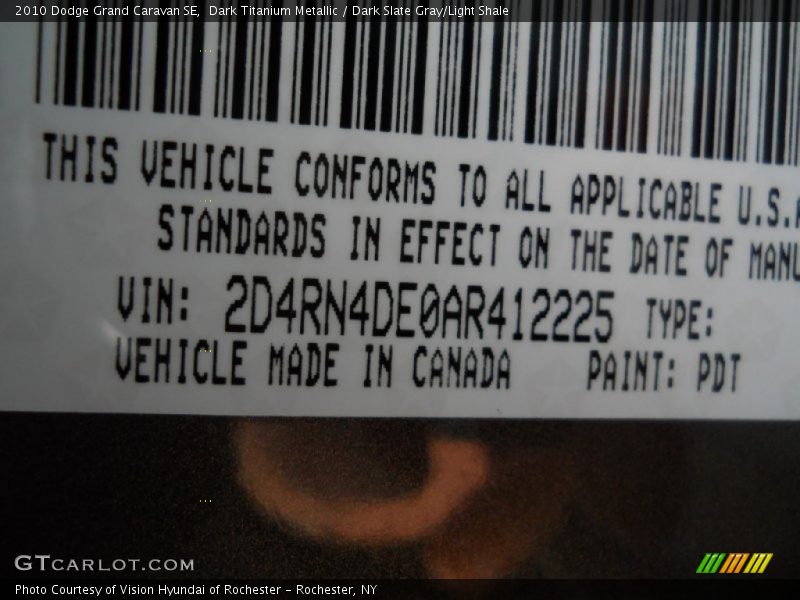 2010 Dodge Grand Caravan SE, Dark Titanium Metallic / Dark Slate Gray/Light Shale
THIS VEHICLE CONFORMS TO ALL APPLICABLE U.S.A
STANDARDS IN EFFECT ON THE DATE OF MANU
VIN: 2D4RN4DE0AR412225 TYPE:
VEHICLE MADE IN CANADA PAINT: PDT
GTCARLOT.COM
Photo Courtesy of Vision Hyundai of Rochester – Rochester, NY